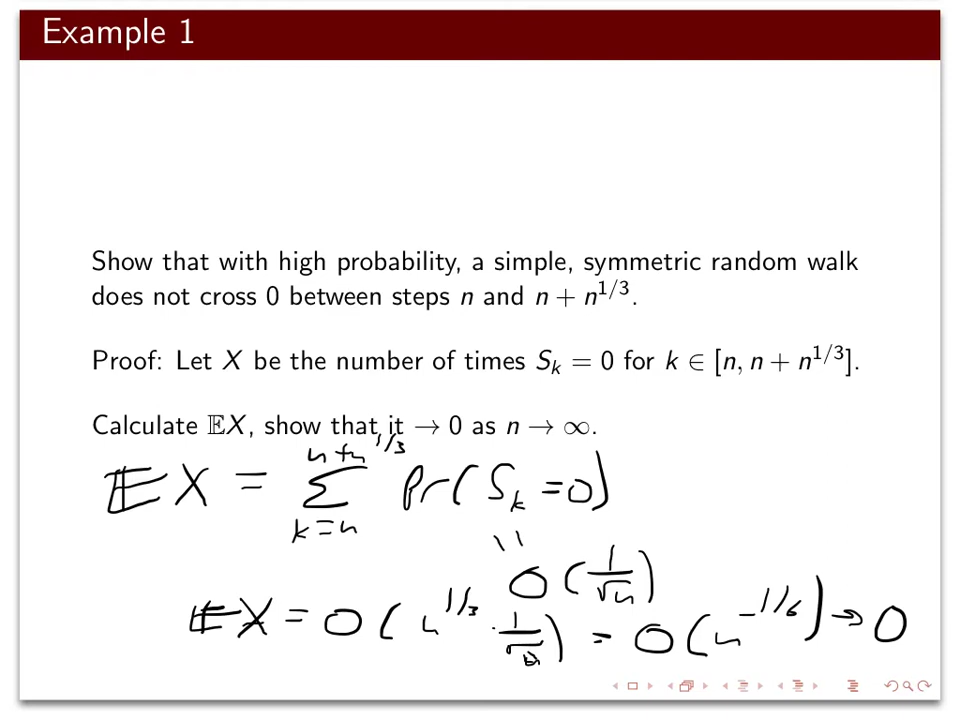 Example 1
Show that with high probability, a simple, symmetric random walk
does not cross 0 between steps n and n + n^{1/3}.
Proof: Let X be the number of times S_k = 0 for k ∈ [n, n + n^{1/3}].
Calculate 𝔼X, show that it → 0 as n → ∞.
𝔼X = ∑_{k=n}^{n+n^{1/3}} Pr(S_k = 0)
"
O(1/√n)
𝔼X = O(n^{1/3} · 1/√n) = O(n^{-1/6}) → 0